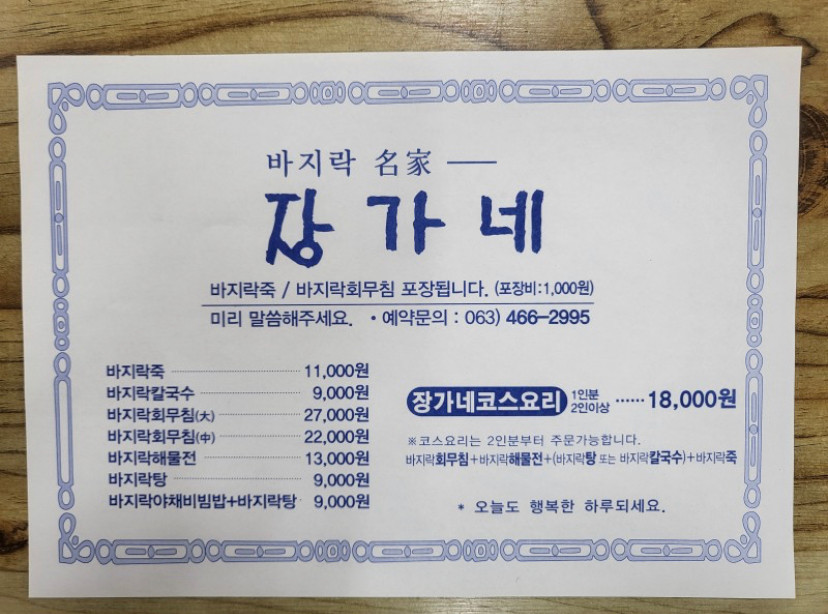 바지락 名家 ──
장가네
바지락죽 / 바지락회무침 포장됩니다. (포장비:1,000원)
미리 말씀해주세요. • 예약문의 : 063) 466-2995
바지락죽 11,000원
바지락칼국수 9,000원
바지락회무침(大) 27,000원
바지락회무침(中) 22,000원
바지락해물전 13,000원
바지락탕 9,000원
바지락야채비빔밥+바지락탕 9,000원
장가네코스요리 1인분 2인이상 ······ 18,000원
※코스요리는 2인분부터 주문가능합니다.
바지락회무침+바지락해물전+(바지락탕 또는 바지락칼국수)+바지락죽
* 오늘도 행복한 하루되세요.